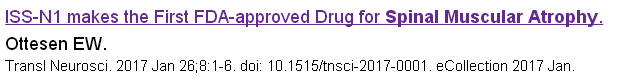 ISS-N1 makes the First FDA-approved Drug for Spinal Muscular Atrophy.
Ottesen EW.
Transl Neurosci. 2017 Jan 26;8:1-6. doi: 10.1515/tnsci-2017-0001. eCollection 2017 Jan.